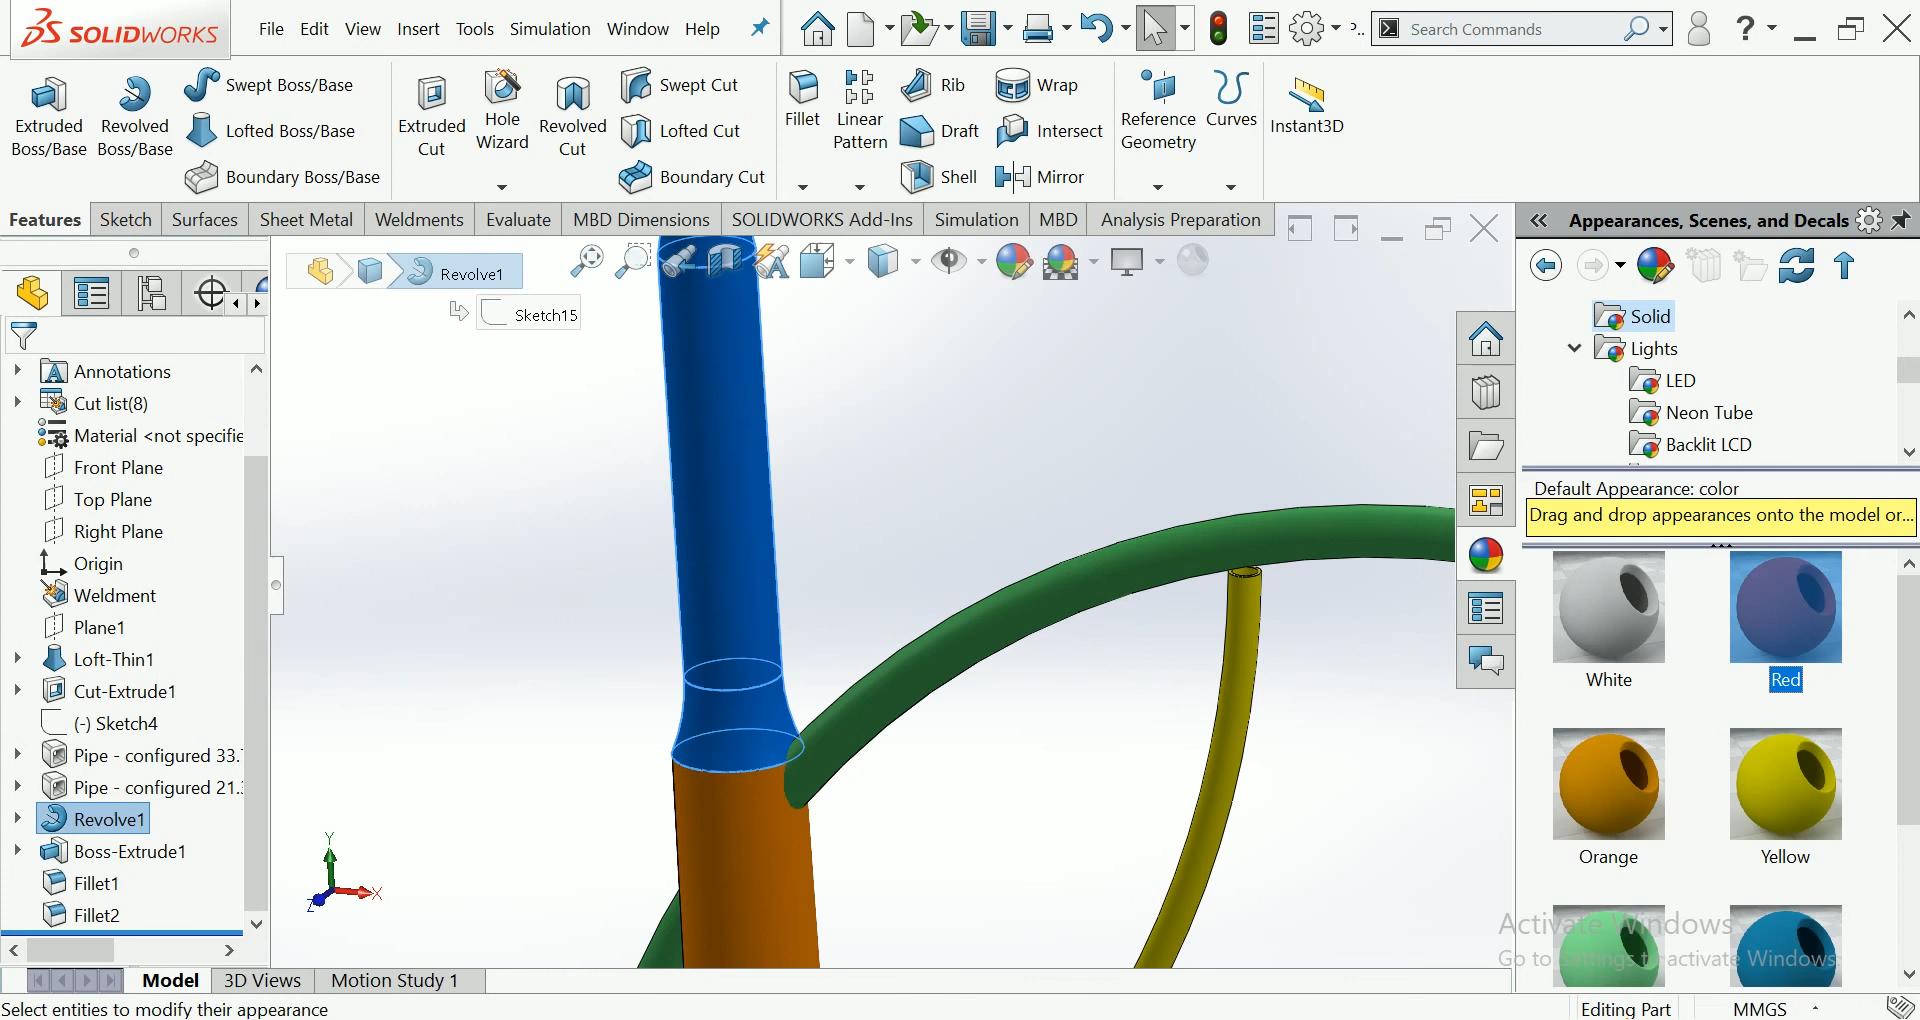 SOLIDWORKS
File Edit View Insert Tools Simulation Window Help
P..
Search Commands
Extruded Boss/Base
Revolved Boss/Base
Swept Boss/Base
Lofted Boss/Base
Boundary Boss/Base
Extruded Cut
Hole Wizard
Revolved Cut
Swept Cut
Lofted Cut
Boundary Cut
Fillet
Linear Pattern
Rib
Draft
Shell
Wrap
Intersect
Mirror
Reference Geometry
Curves
Instant3D
Features Sketch Surfaces Sheet Metal Weldments Evaluate MBD Dimensions SOLIDWORKS Add-Ins Simulation MBD Analysis Preparation
Appearances, Scenes, and Decals
Revolve1
Sketch15
Annotations
Cut list(8)
Material <not specifie
Front Plane
Top Plane
Right Plane
Origin
Weldment
Plane1
Loft-Thin1
Cut-Extrude1
(-) Sketch4
Pipe - configured 33.
Pipe - configured 21.
Revolve1
Boss-Extrude1
Fillet1
Fillet2
Y
X
Z
Solid
Lights
LED
Neon Tube
Backlit LCD
Default Appearance: color
Drag and drop appearances onto the model or...
White
Red
Orange
Yellow
Activate Windows
Go to Settings to activate Windows.
Model 3D Views Motion Study 1
Select entities to modify their appearance
Editing Part
MMGS